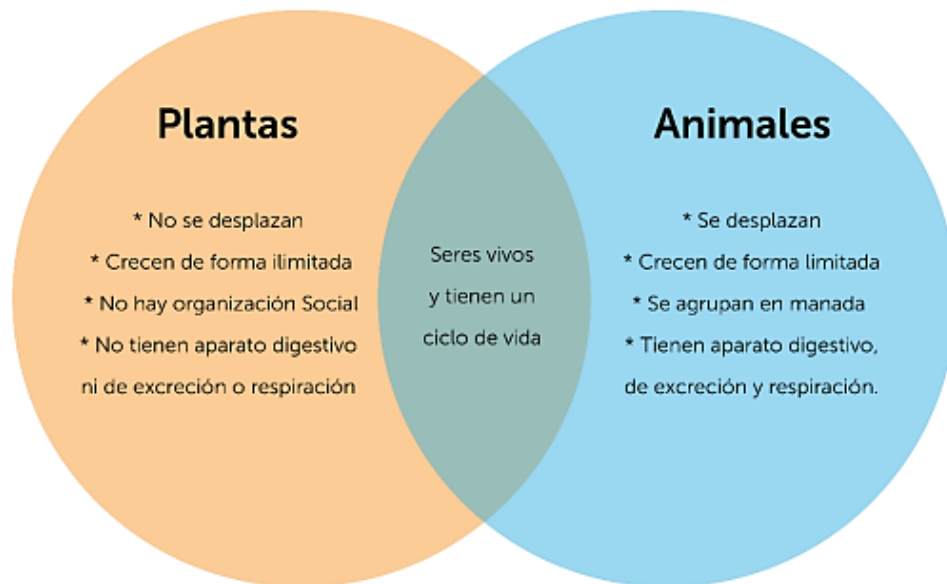 Plantas
* No se desplazan
* Crecen de forma ilimitada
* No hay organización Social
* No tienen aparato digestivo
ni de excreción o respiración
Seres vivos
y tienen un
ciclo de vida
Animales
* Se desplazan
* Crecen de forma limitada
* Se agrupan en manada
* Tienen aparato digestivo,
de excreción y respiración.